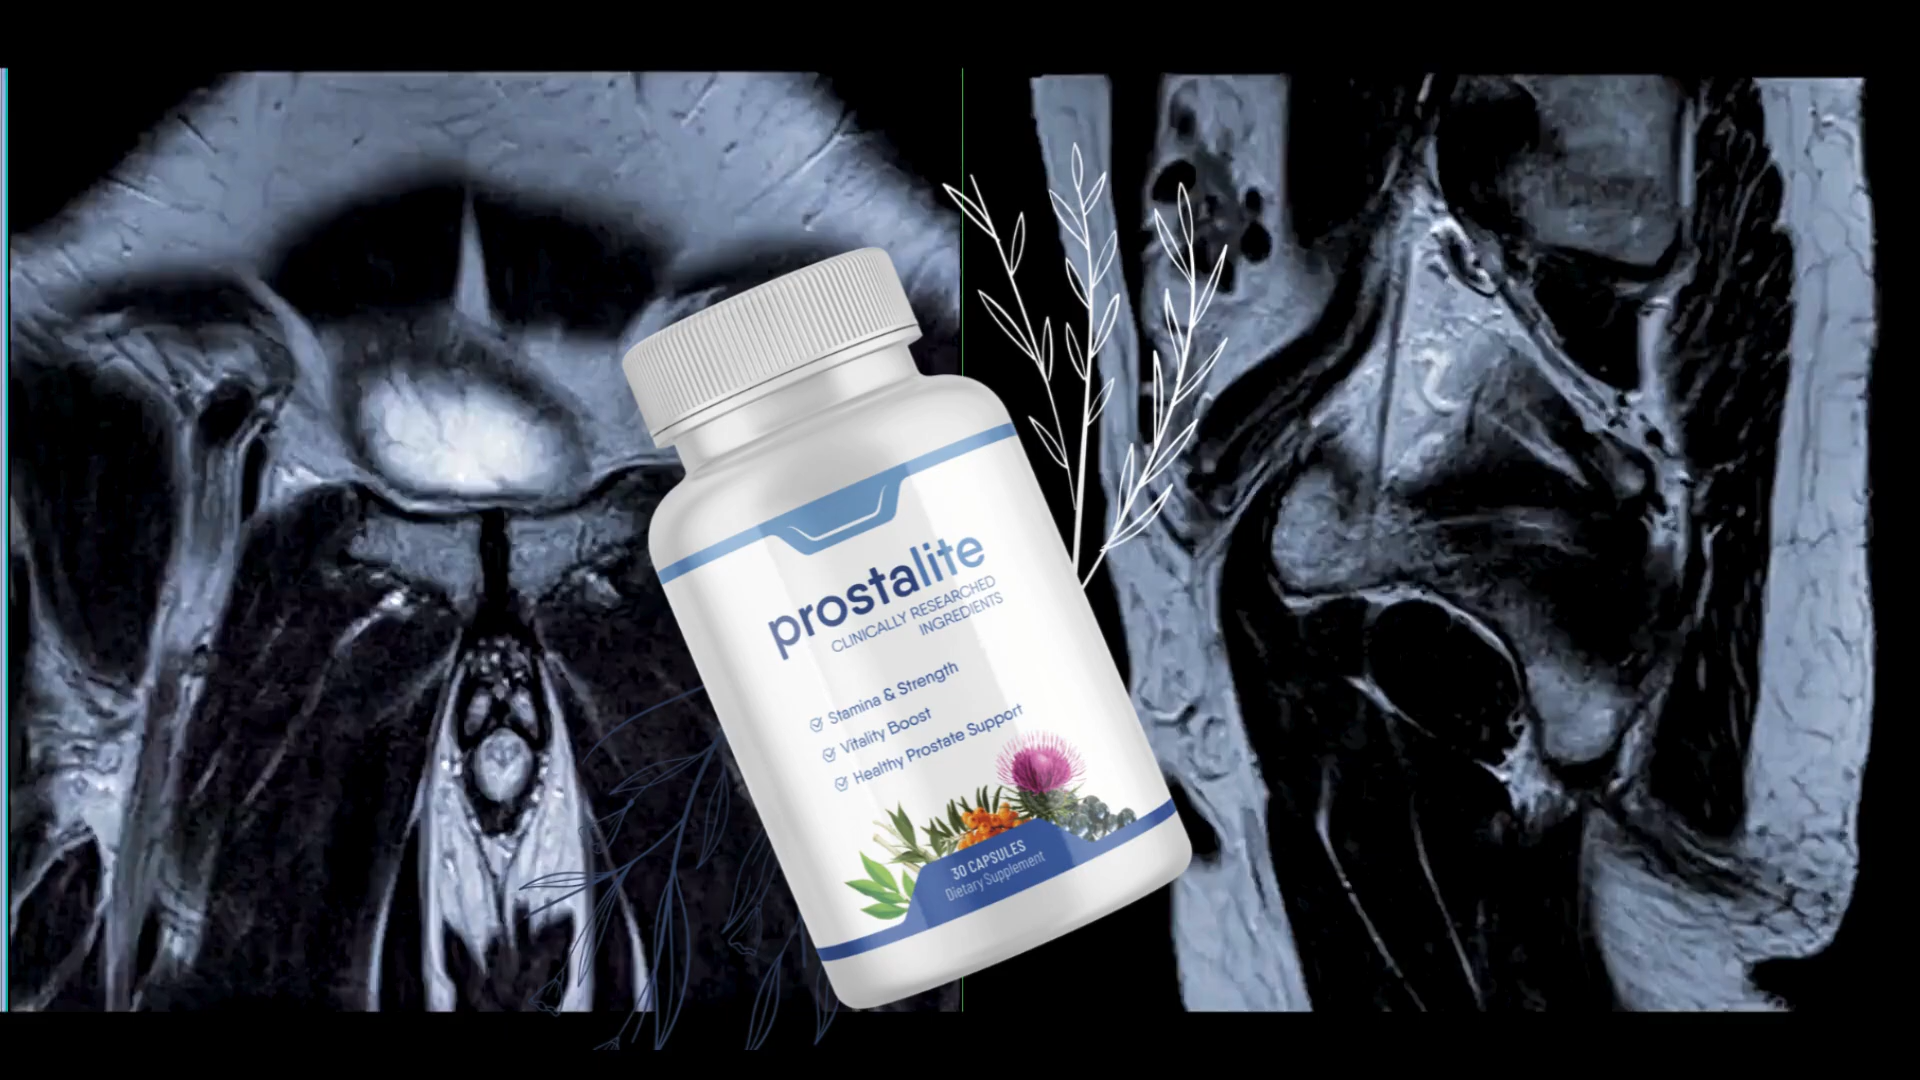 prostalite
CLINICALLY RESEARCHED
INGREDIENTS
Stamina & Strength
Vitality Boost
Healthy Prostate Support
30 CAPSULES
Dietary Supplement